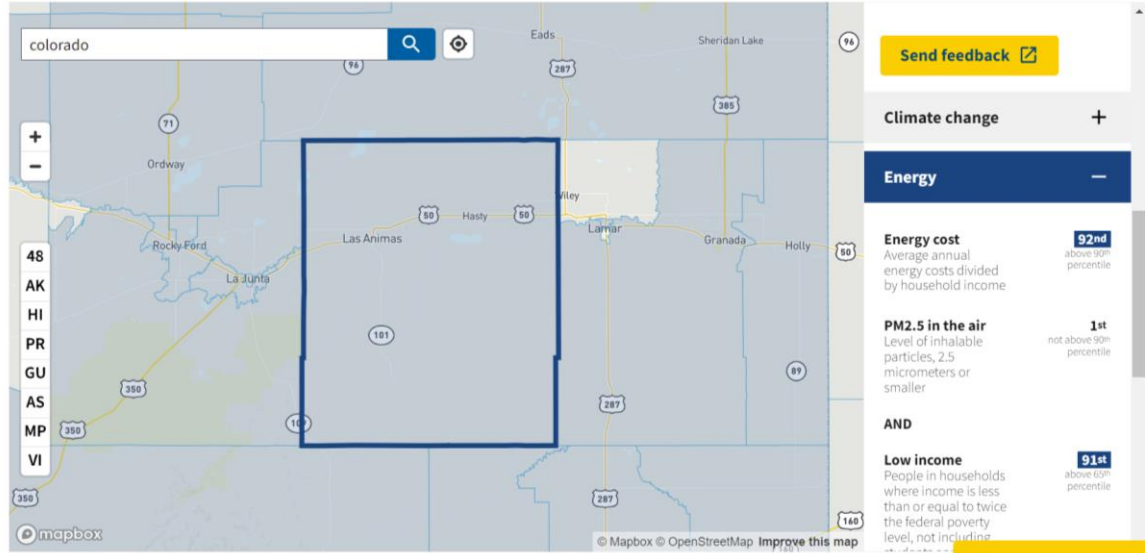 colorado
Eads
Sheridan Lake
96
96
287
385
71
Ordway
+
−
Wiley
50
Hasty
50
Lamar
Las Animas
Rocky Ford
Granada
Holly
50
La Junta
48
AK
HI
PR
GU
AS
MP
VI
101
89
350
287
109
350
350
287
160
mapbox
© Mapbox © OpenStreetMap Improve this map
Send feedback
Climate change +
Energy −
Energy cost 92nd
Average annual above 90th
energy costs divided percentile
by household income
PM2.5 in the air 1st
Level of inhalable not above 90th
particles, 2.5 percentile
micrometers or
smaller
AND
Low income 91st
People in households above 65th
where income is less percentile
than or equal to twice
the federal poverty
level, not including